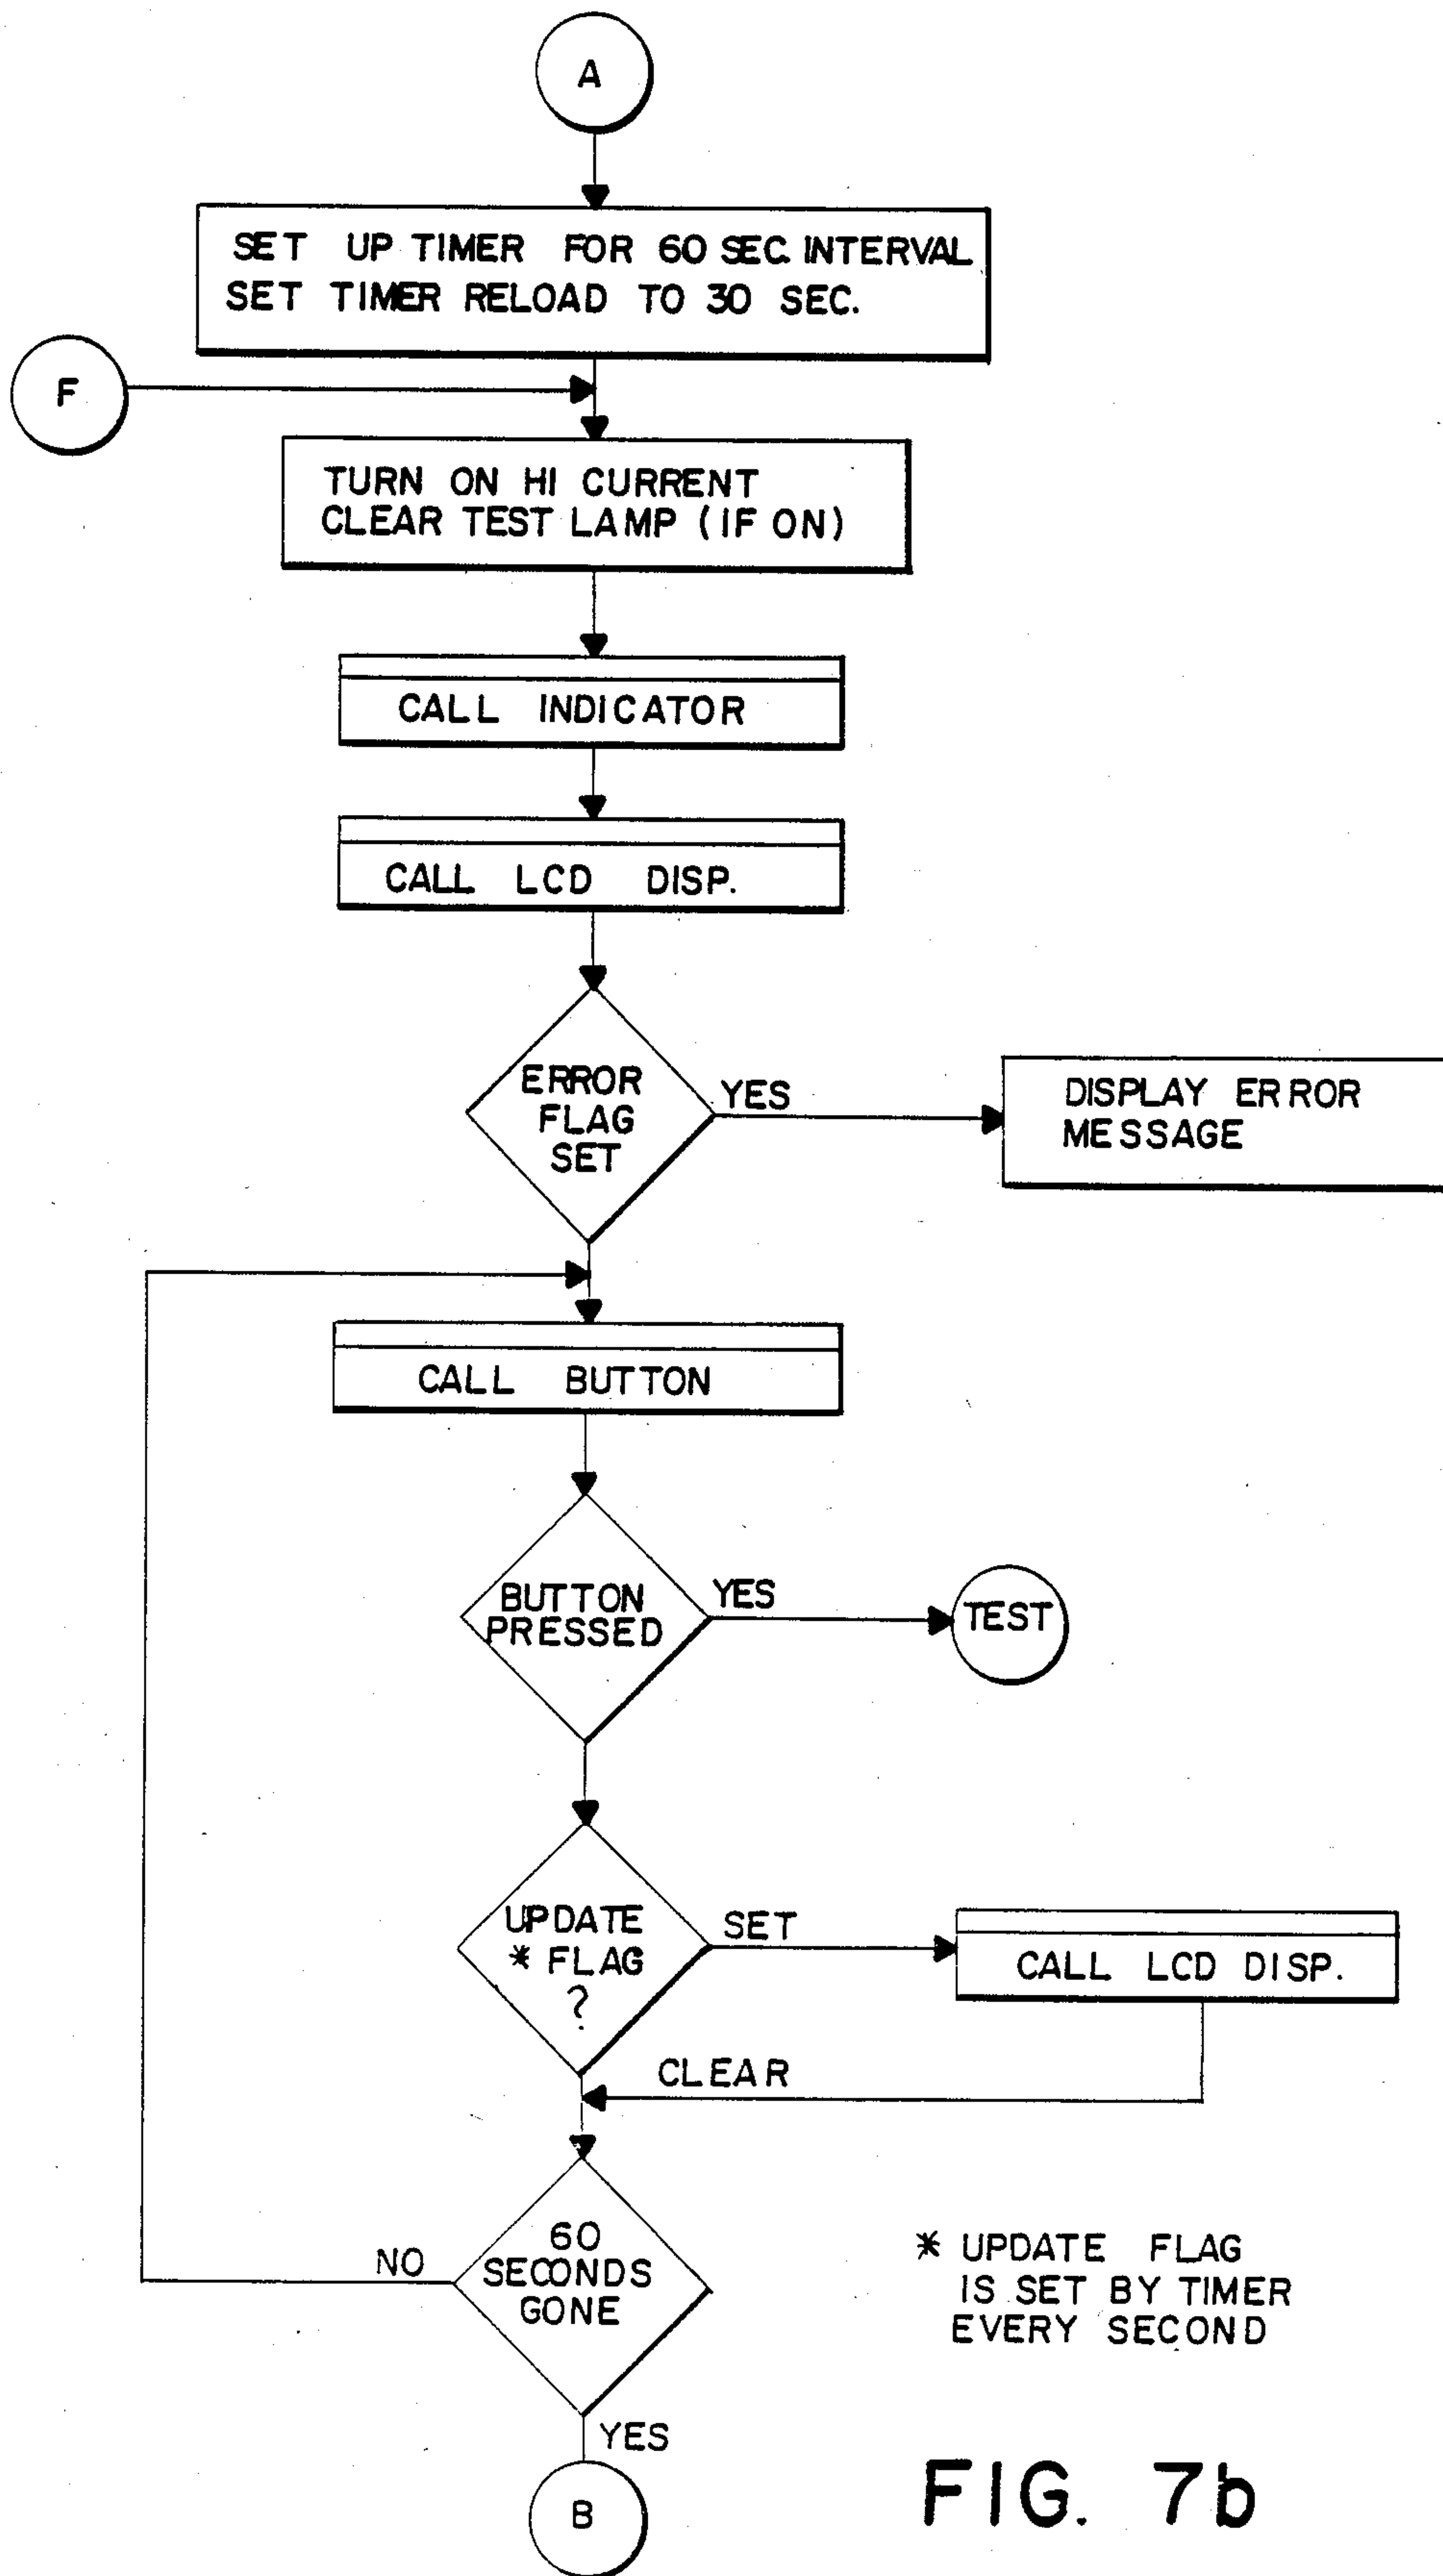 A
SET UP TIMER FOR 60 SEC. INTERVAL
SET TIMER RELOAD TO 30 SEC.
F
TURN ON HI CURRENT
CLEAR TEST LAMP (IF ON)
CALL INDICATOR
CALL LCD DISP.
ERROR
FLAG
SET
YES
DISPLAY ERROR
MESSAGE
CALL BUTTON
BUTTON
PRESSED
YES
TEST
UPDATE
* FLAG
?
SET
CALL LCD DISP.
CLEAR
60
SECONDS
GONE
NO
YES
* UPDATE FLAG
IS SET BY TIMER
EVERY SECOND
B
FIG. 7b